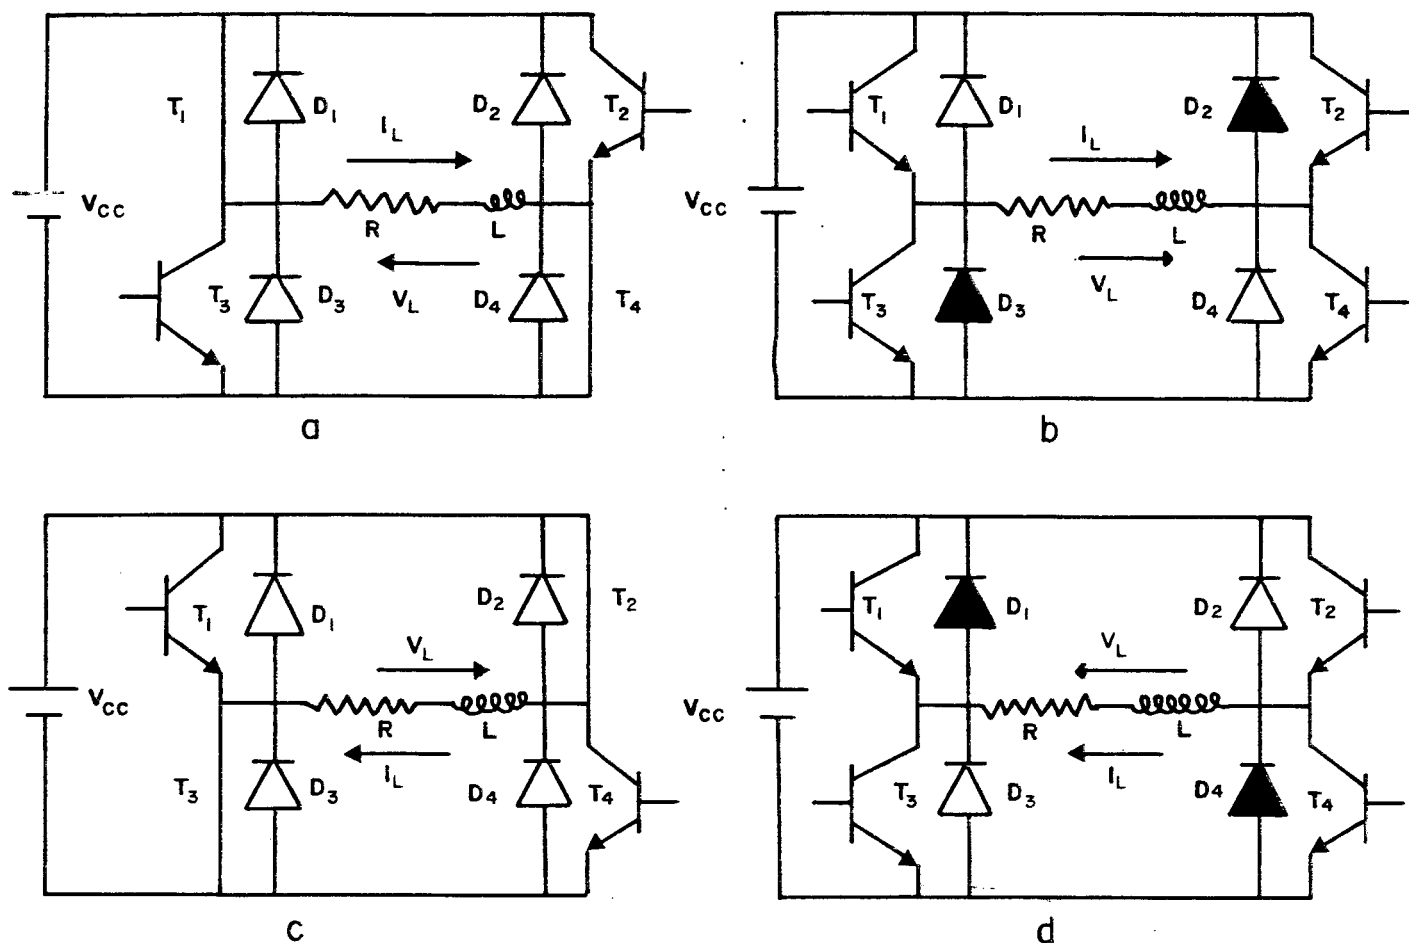 T1 D1 D2 T2
IL
VCC R L
VL
T3 D3 D4 T4
a
T1 D1 D2 T2
IL
VCC R L
VL
T3 D3 D4 T4
b
T1 D1 D2 T2
VL
VCC R L
IL
T3 D3 D4 T4
c
T1 D1 D2 T2
VL
VCC R L
IL
T3 D3 D4 T4
d